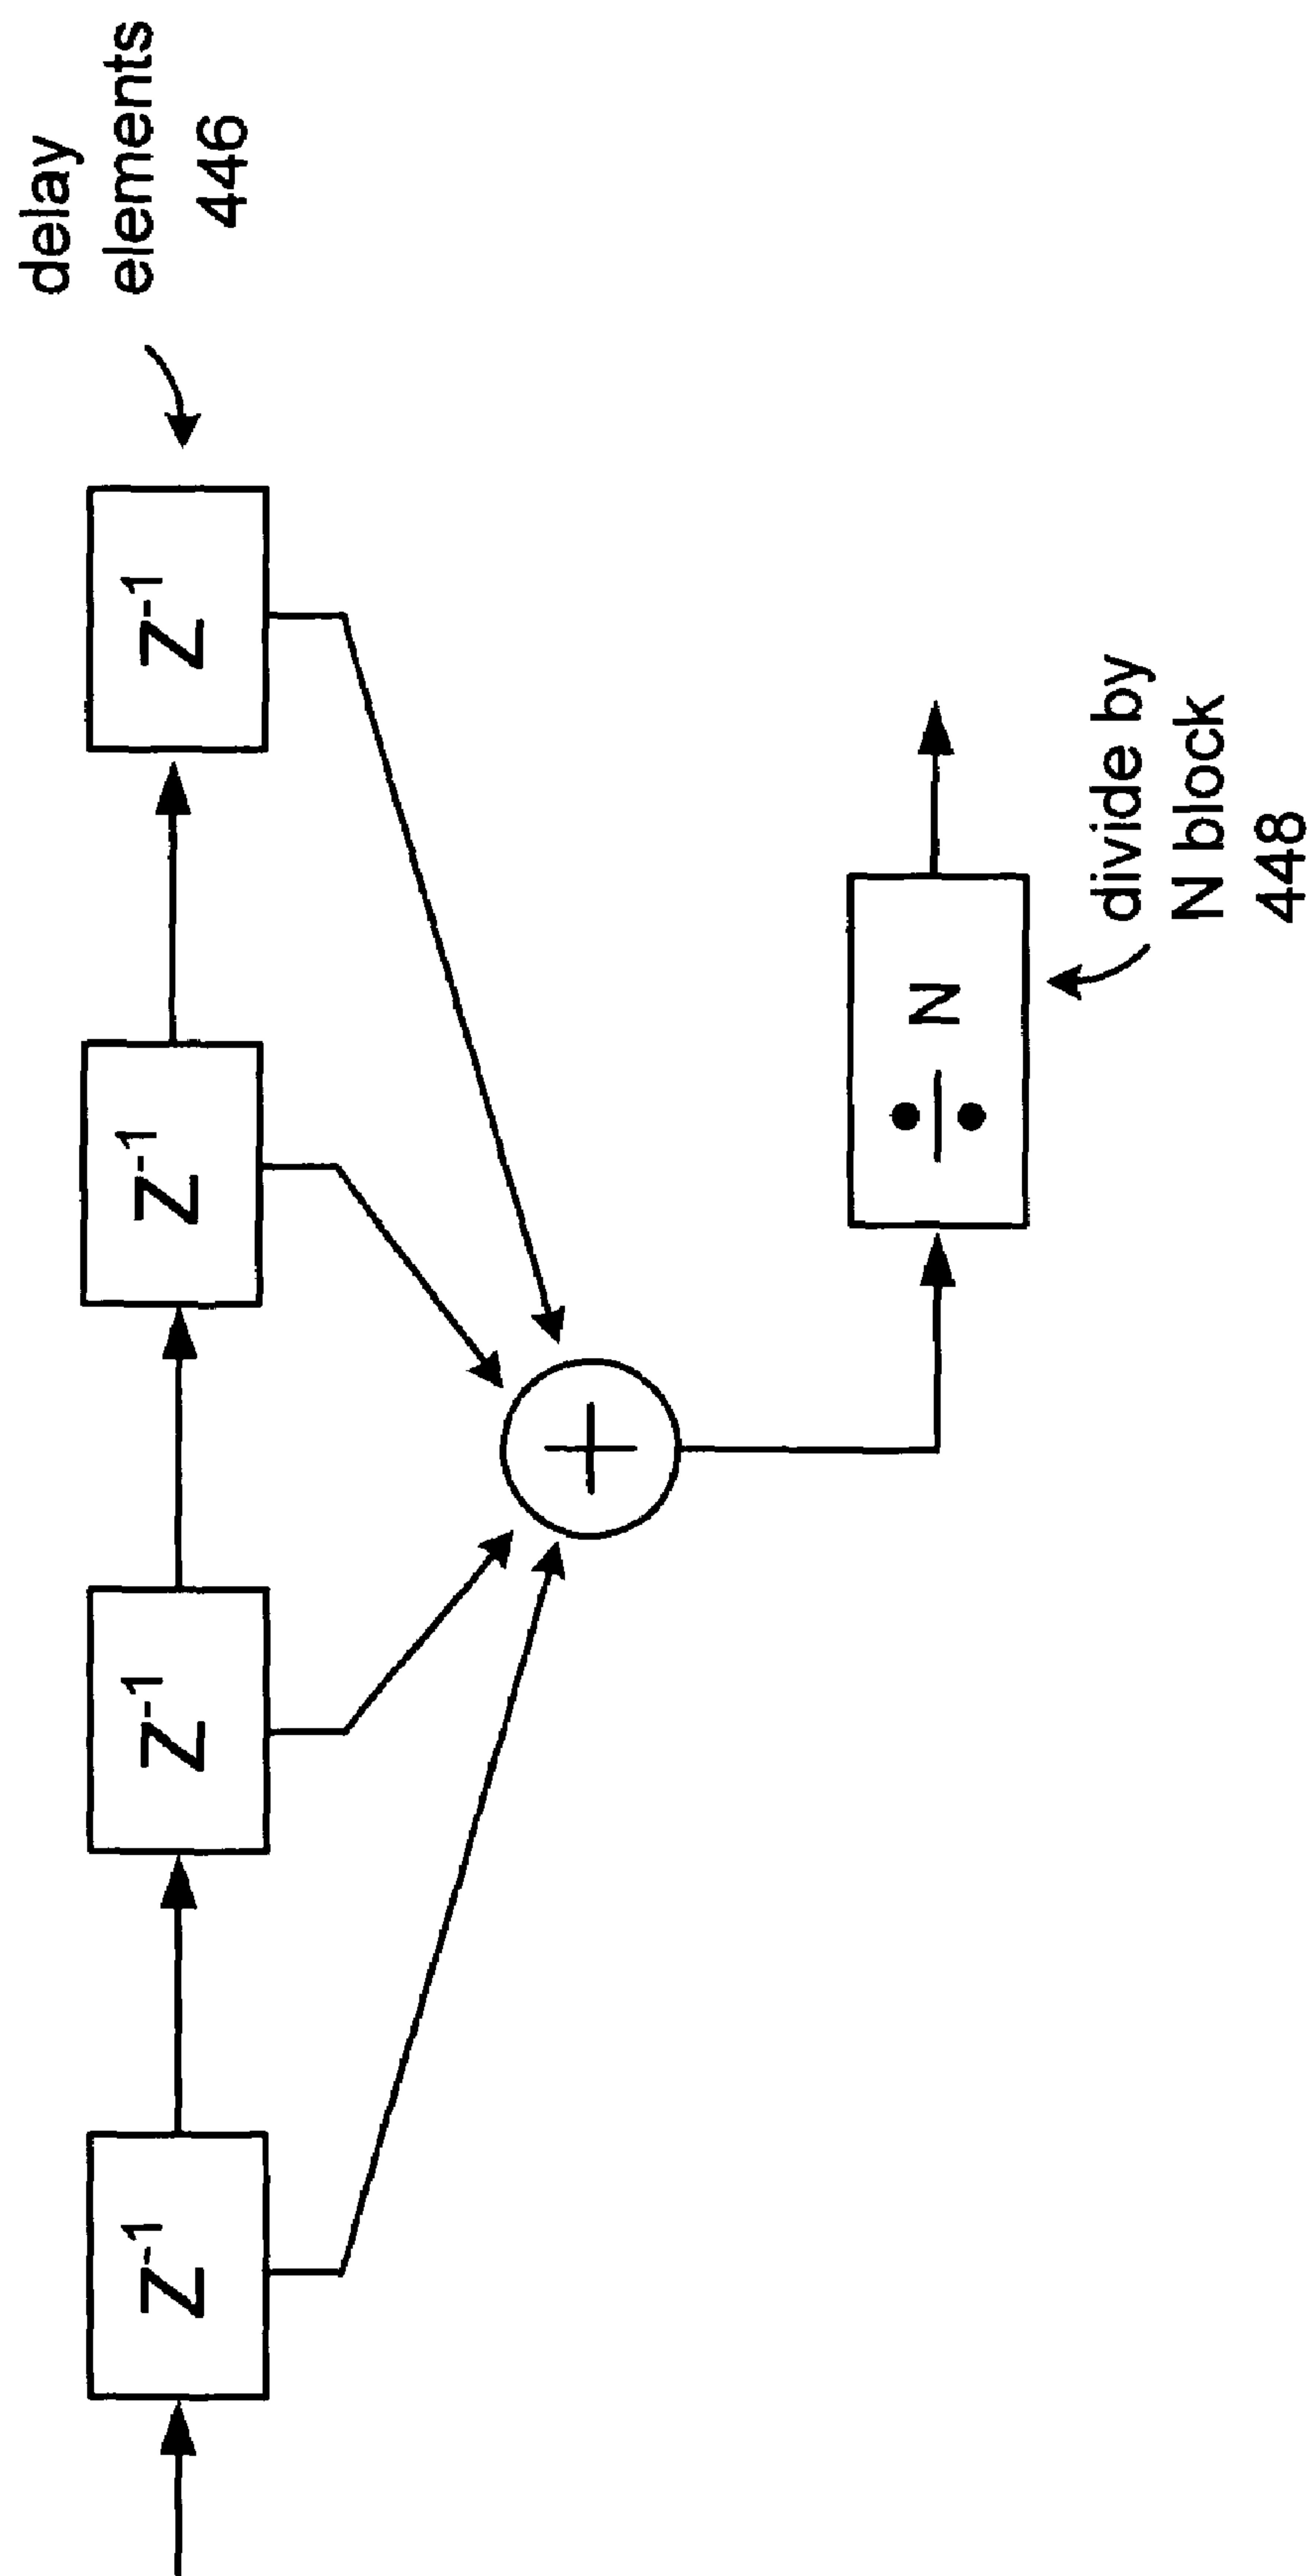 delay
elements
446
Z⁻¹
Z⁻¹
Z⁻¹
Z⁻¹
+
÷ N
divide by
N block
448